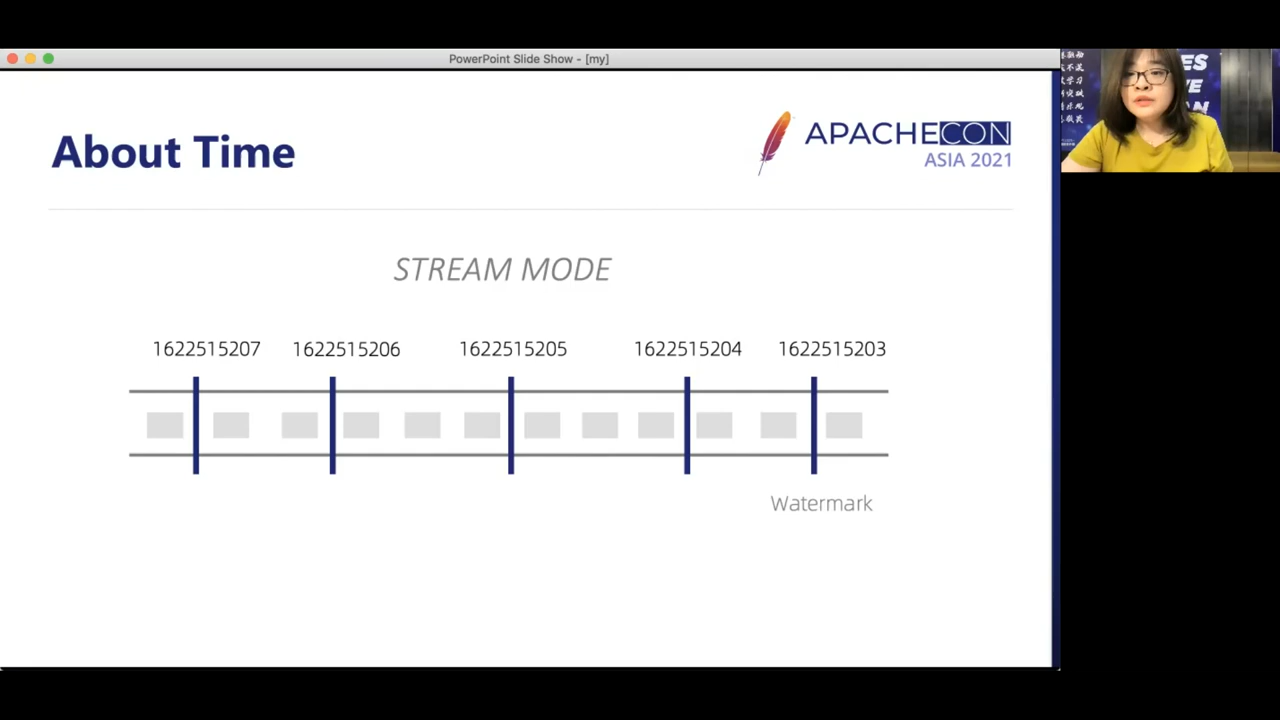 PowerPoint Slide Show - [my]
About Time
APACHECON
ASIA 2021
STREAM MODE
1622515207 1622515206 1622515205 1622515204 1622515203
Watermark